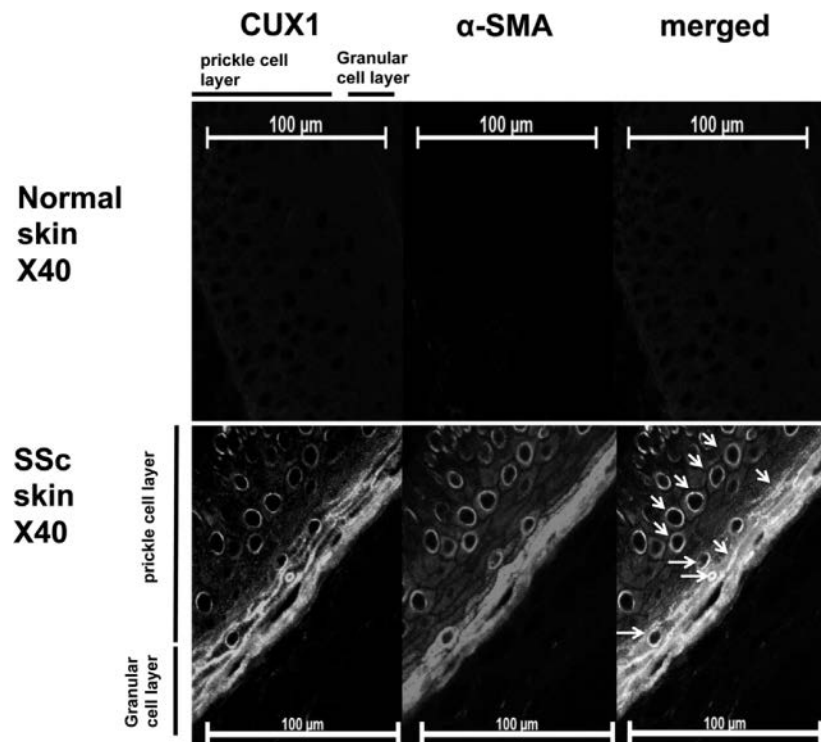 CUX1
α-SMA
merged
prickle cell
layer
Granular
cell layer
100 µm
100 µm
100 µm
Normal
skin
X40
SSc
skin
X40
prickle cell layer
Granular
cell layer
100 µm
100 µm
100 µm